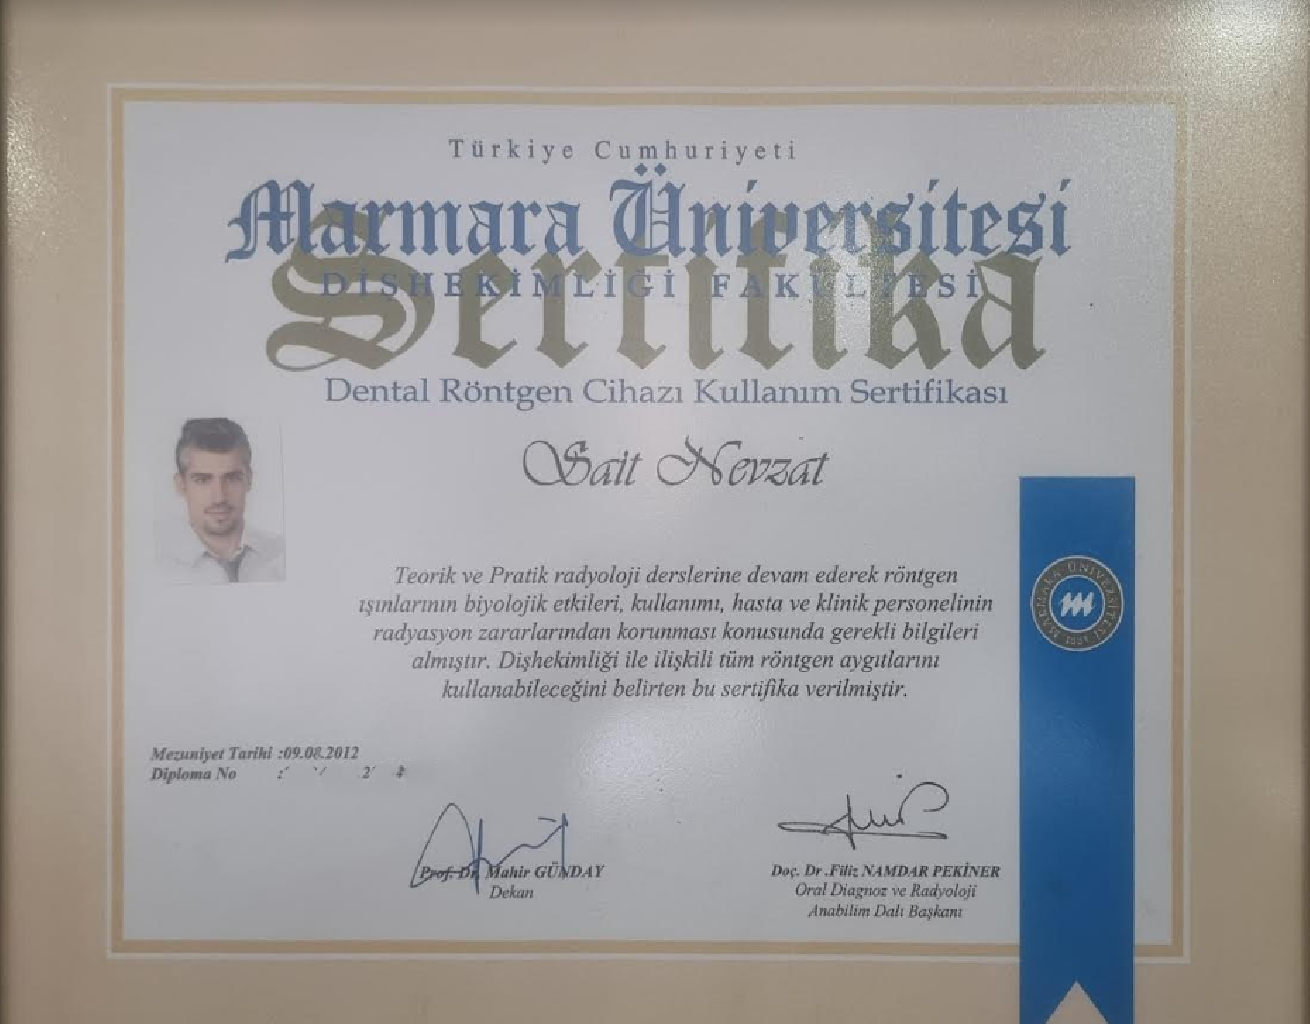 Türkiye Cumhuriyeti
Marmara Üniversitesi
Sertifika
DİŞHEKİMLİĞİ FAKÜLTESİ
Dental Röntgen Cihazı Kullanım Sertifikası
Sait Nevzat
Teorik ve Pratik radyoloji derslerine devam ederek röntgen
ışınlarının biyolojik etkileri, kullanımı, hasta ve klinik personelinin
radyasyon zararlarından korunması konusunda gerekli bilgileri
almıştır. Dişhekimliği ile ilişkili tüm röntgen aygıtlarını
kullanabileceğini belirten bu sertifika verilmiştir.
MARMARA ÜNİVERSİTESİ
m
Mezuniyet Tarihi :09.08.2012
Diploma No :
Prof. Dr. Mahir GÜNDAY
Dekan
Doç. Dr .Filiz NAMDAR PEKİNER
Oral Diagnoz ve Radyoloji
Anabilim Dalı Başkanı